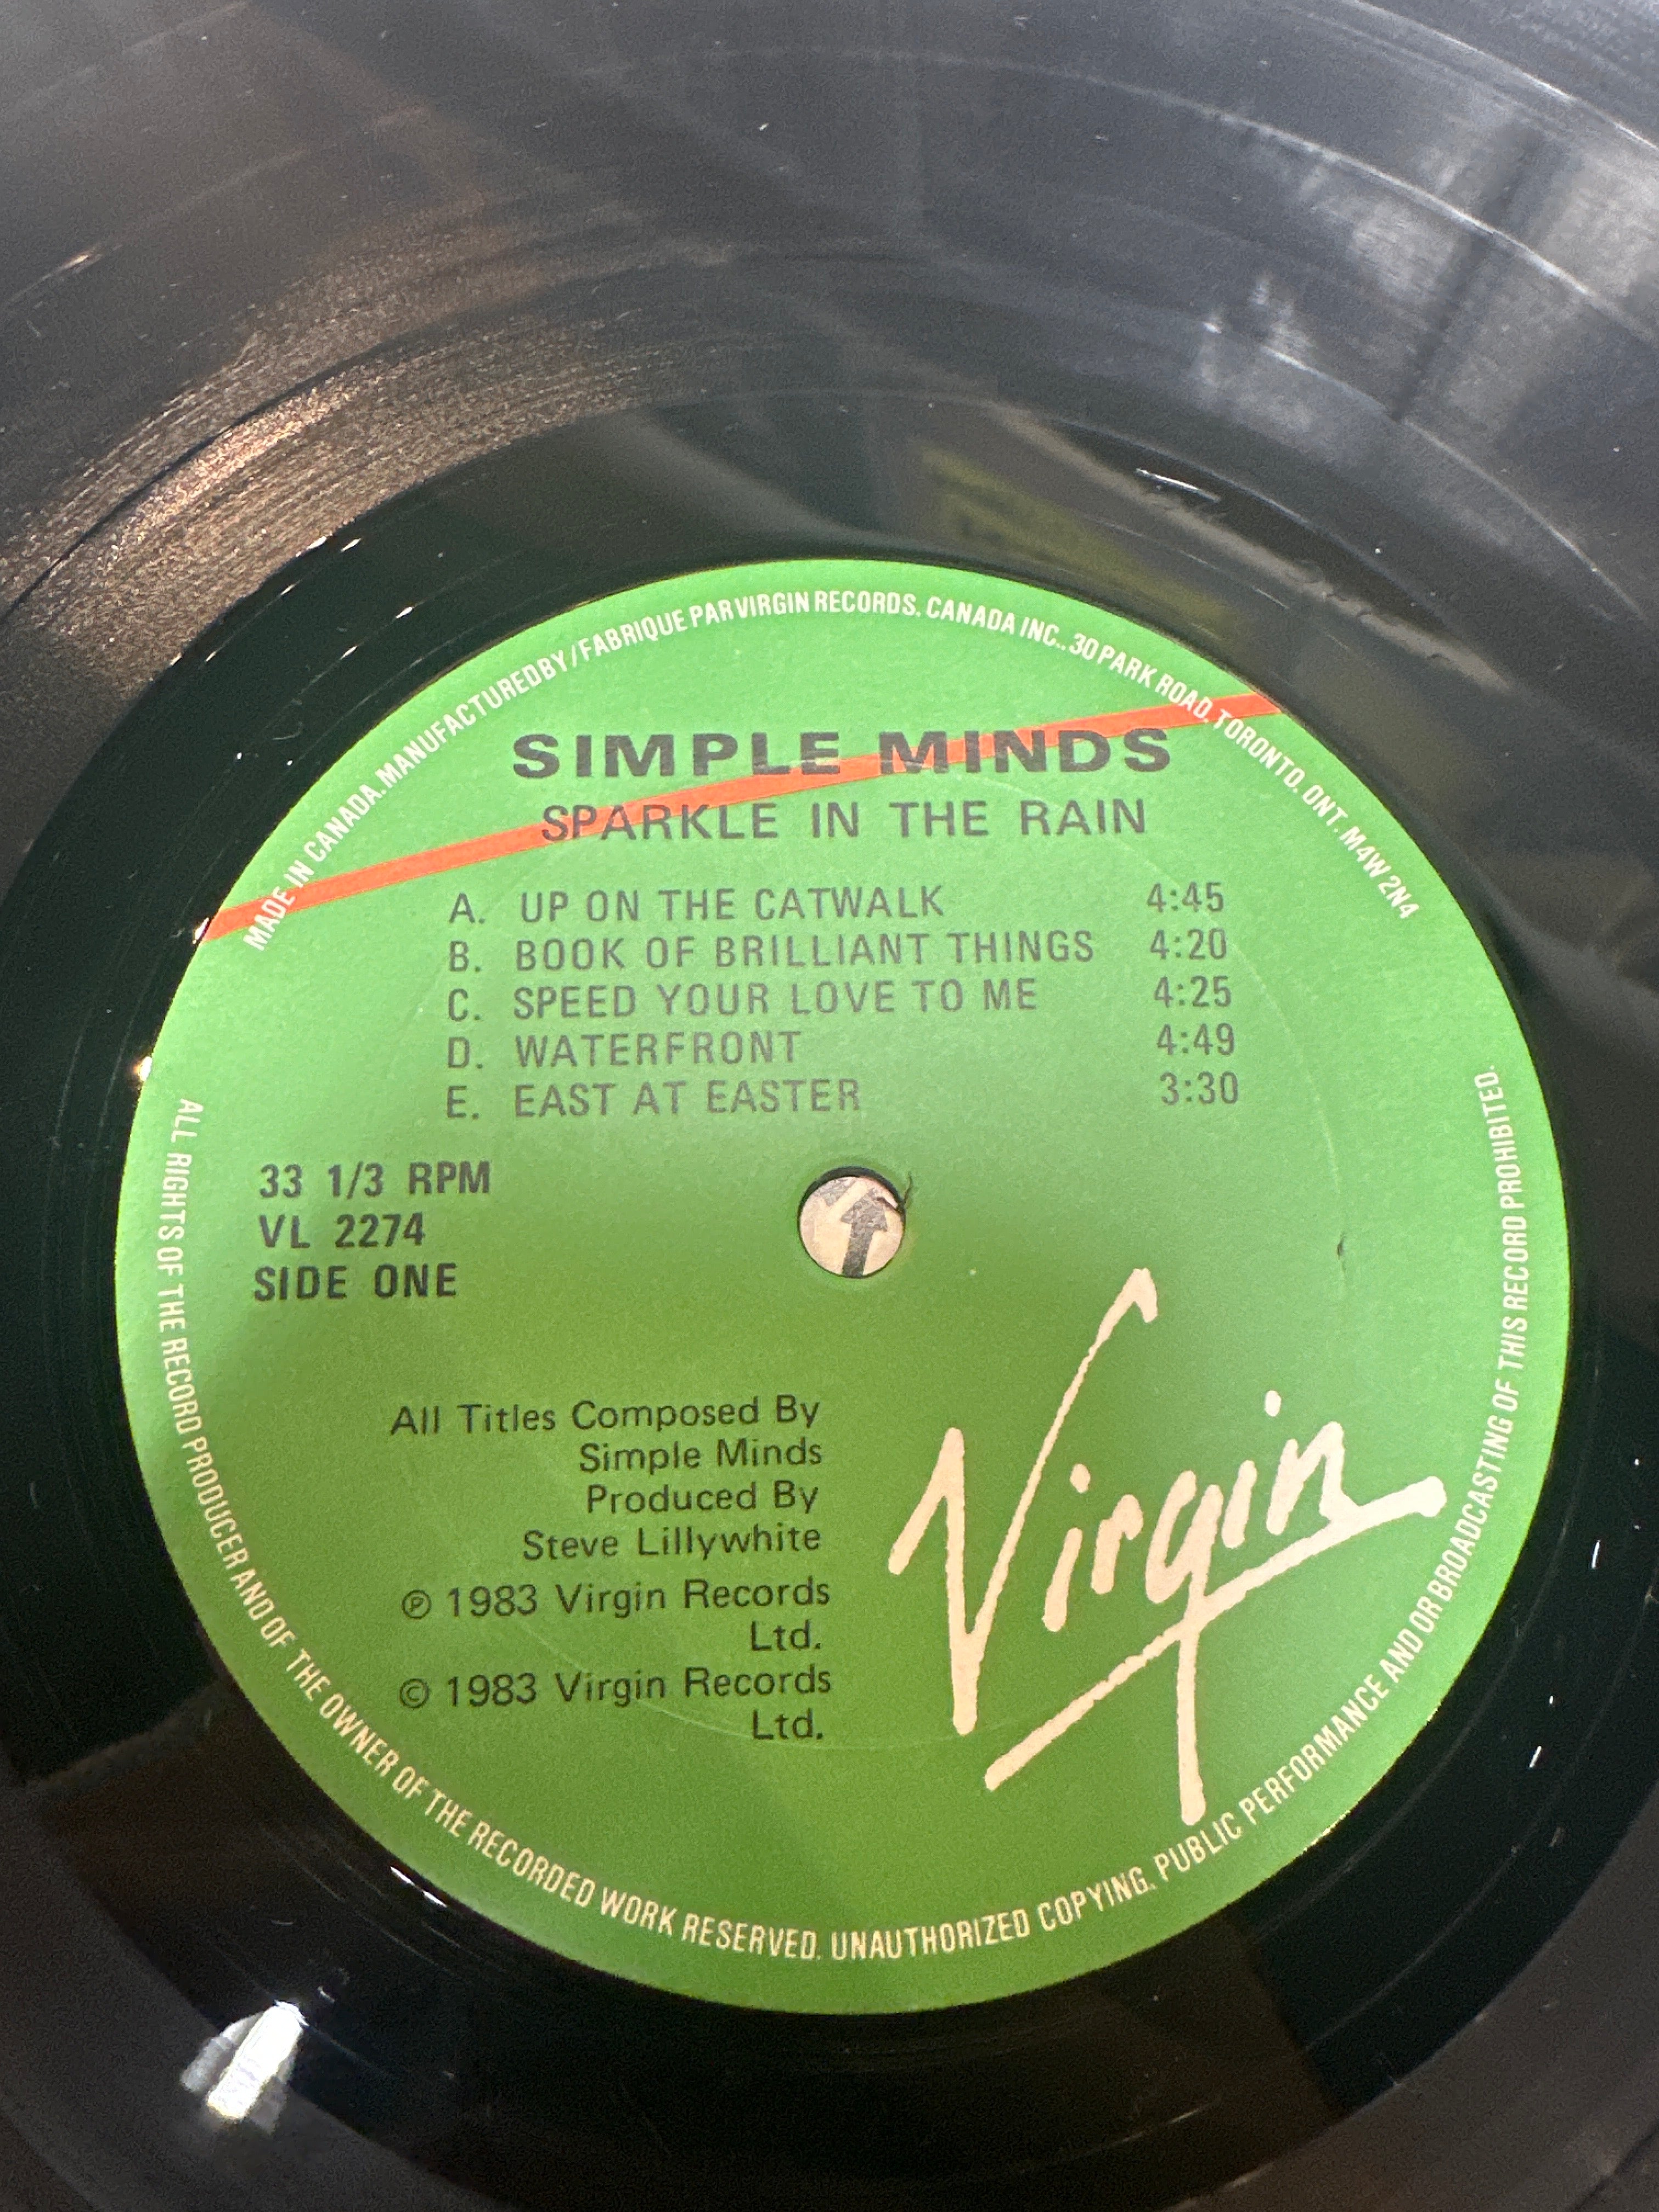 MADE IN CANADA. MANUFACTURED BY / FABRIQUE PAR VIRGIN RECORDS. CANADA INC., 30 PARK ROAD, TORONTO, ONT. M4W 2N4
SIMPLE MINDS
SPARKLE IN THE RAIN
A. UP ON THE CATWALK 4:45
B. BOOK OF BRILLIANT THINGS 4:20
C. SPEED YOUR LOVE TO ME 4:25
D. WATERFRONT 4:49
E. EAST AT EASTER 3:30
33 1/3 RPM
VL 2274
SIDE ONE
All Titles Composed By
Simple Minds
Produced By
Steve Lillywhite
℗ 1983 Virgin Records
Ltd.
© 1983 Virgin Records
Ltd.
Virgin
ALL RIGHTS OF THE RECORD PRODUCER AND OF THE OWNER OF THE RECORDED WORK RESERVED. UNAUTHORIZED COPYING, PUBLIC PERFORMANCE AND OR BROADCASTING OF THIS RECORD PROHIBITED.